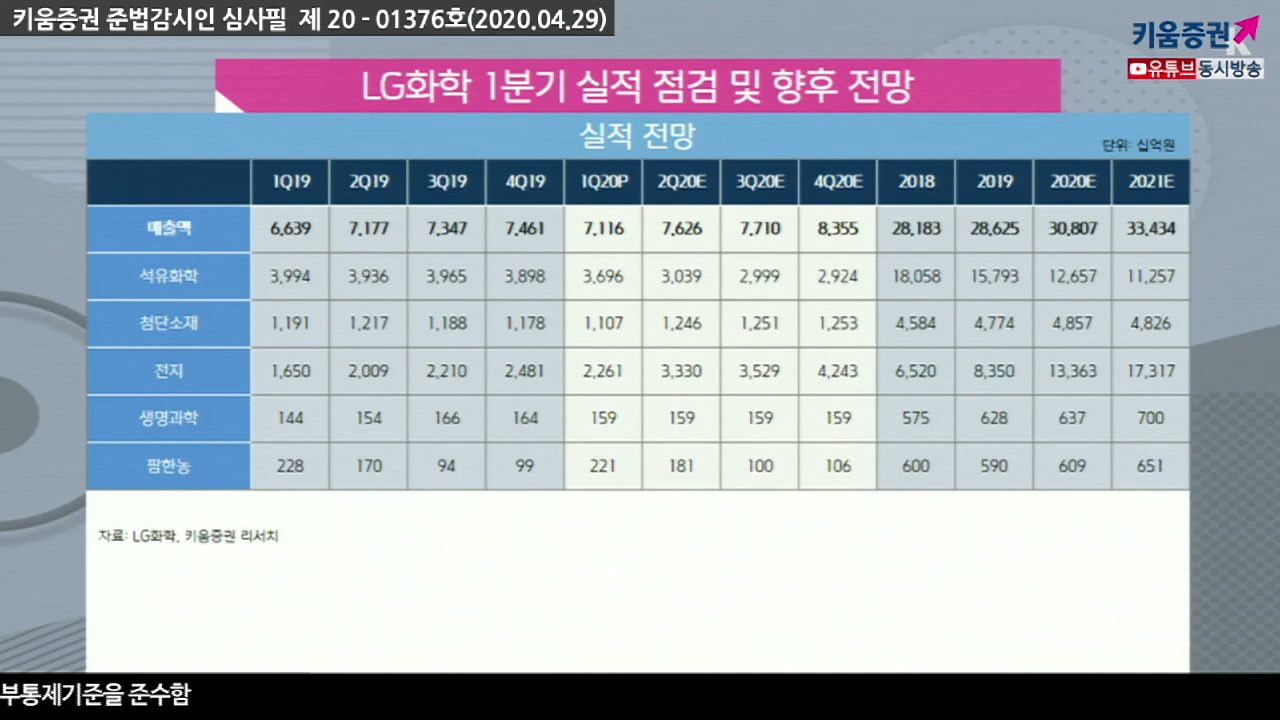 키움증권 준법감시인 심사필 제 20 - 01376호(2020.04.29)
키움증권
유튜브 동시방송
LG화학 1분기 실적 점검 및 향후 전망
실적 전망
단위: 십억원
1Q19 2Q19 3Q19 4Q19 1Q20P 2Q20E 3Q20E 4Q20E 2018 2019 2020E 2021E
매출액 6,639 7,177 7,347 7,461 7,116 7,626 7,710 8,355 28,183 28,625 30,807 33,434
석유화학 3,994 3,936 3,965 3,898 3,696 3,039 2,999 2,924 18,058 15,793 12,657 11,257
첨단소재 1,191 1,217 1,188 1,178 1,107 1,246 1,251 1,253 4,584 4,774 4,857 4,826
전지 1,650 2,009 2,210 2,481 2,261 3,330 3,529 4,243 6,520 8,350 13,363 17,317
생명과학 144 154 166 164 159 159 159 159 575 628 637 700
팜한농 228 170 94 99 221 181 100 106 600 590 609 651
자료: LG화학, 키움증권 리서치
부통제기준을 준수함